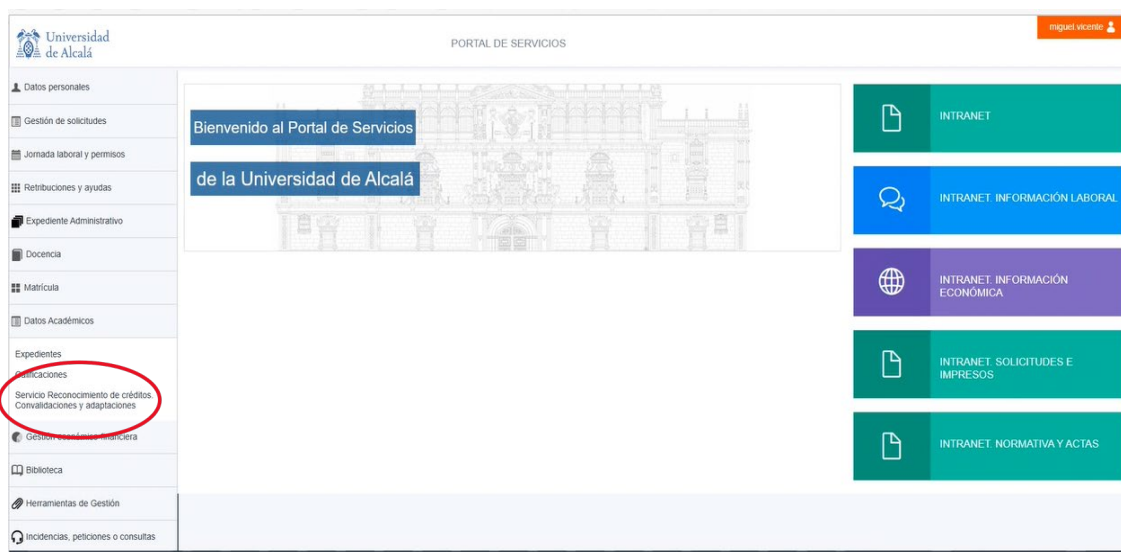 Universidad
de Alcalá
PORTAL DE SERVICIOS
miguel.vicente
Datos personales
Gestión de solicitudes
Jornada laboral y permisos
Retribuciones y ayudas
Expediente Administrativo
Docencia
Matrícula
Datos Académicos
Expedientes
Calificaciones
Servicio Reconocimiento de créditos.
Convalidaciones y adaptaciones
Gestión económico financiera
Biblioteca
Herramientas de Gestión
Incidencias, peticiones o consultas
Bienvenido al Portal de Servicios
de la Universidad de Alcalá
INTRANET
INTRANET. INFORMACIÓN LABORAL
INTRANET. INFORMACIÓN
ECONÓMICA
INTRANET. SOLICITUDES E
IMPRESOS
INTRANET. NORMATIVA Y ACTAS